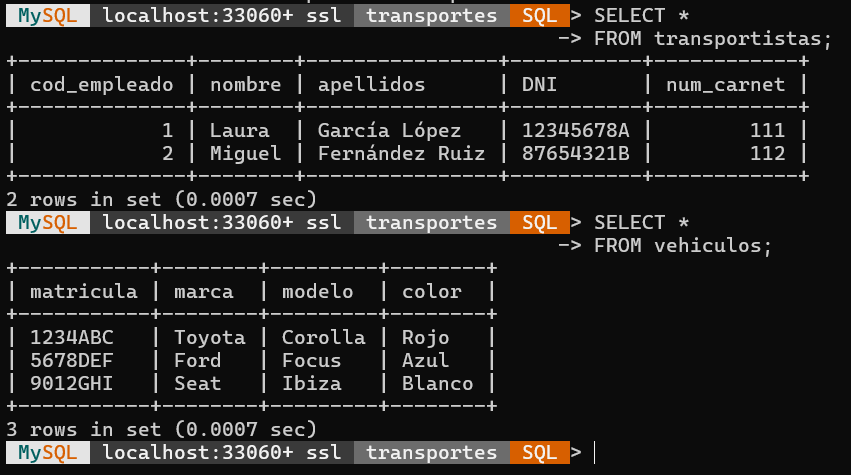 MySQL localhost:33060+ ssl transportes SQL > SELECT *
-> FROM transportistas;
+--------------+--------+----------------+-----------+------------+
| cod_empleado | nombre | apellidos      | DNI       | num_carnet |
+--------------+--------+----------------+-----------+------------+
|            1 | Laura  | García López   | 12345678A |        111 |
|            2 | Miguel | Fernández Ruiz | 87654321B |        112 |
+--------------+--------+----------------+-----------+------------+
2 rows in set (0.0007 sec)
MySQL localhost:33060+ ssl transportes SQL > SELECT *
-> FROM vehiculos;
+-----------+--------+---------+--------+
| matricula | marca  | modelo  | color  |
+-----------+--------+---------+--------+
| 1234ABC   | Toyota | Corolla | Rojo   |
| 5678DEF   | Ford   | Focus   | Azul   |
| 9012GHI   | Seat   | Ibiza   | Blanco |
+-----------+--------+---------+--------+
3 rows in set (0.0007 sec)
MySQL localhost:33060+ ssl transportes SQL >